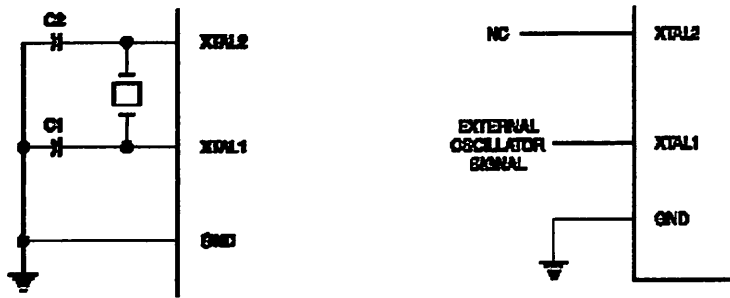 C2
XTAL2
C1
XTAL1
GND
NC
XTAL2
EXTERNAL
OSCILLATOR
SIGNAL
XTAL1
GND